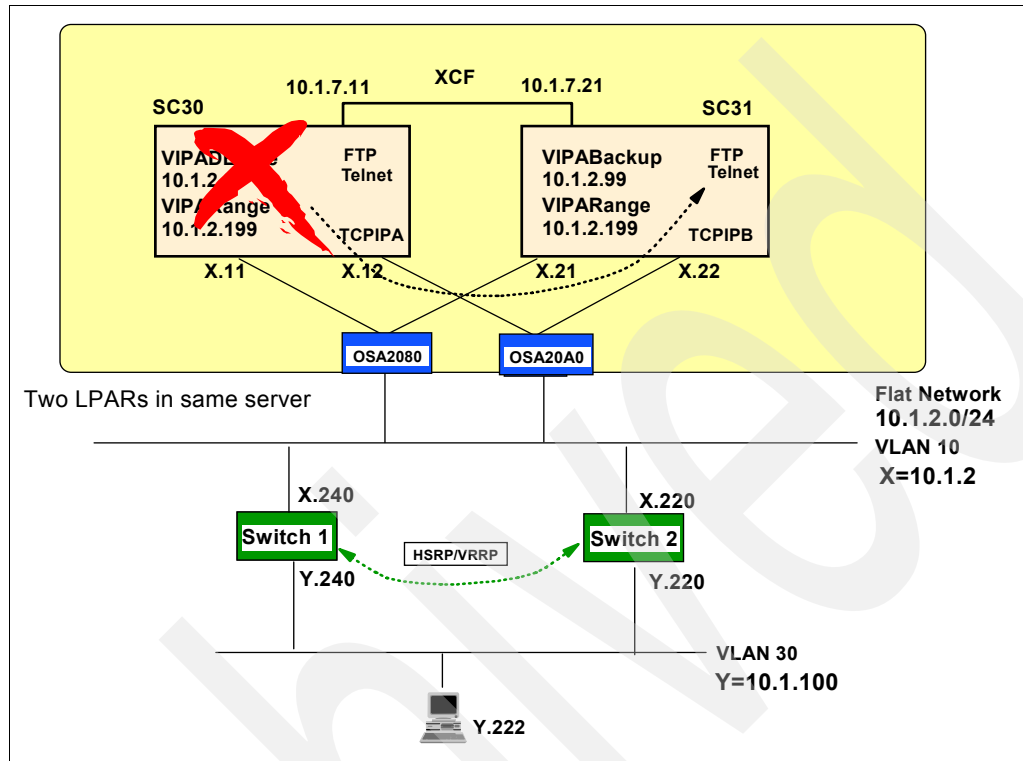 XCF
10.1.7.11
10.1.7.21
SC30
SC31
FTP
Telnet
VIPARange
10.1.2.199
TCPIPA
VIPABackup
10.1.2.99
VIPARange
10.1.2.199
FTP
Telnet
TCPIPB
X.11
X.12
X.21
X.22
OSA2080
OSA20A0
Two LPARs in same server
Flat Network
10.1.2.0/24
VLAN 10
X=10.1.2
X.240
X.220
Switch 1
HSRP/VRRP
Switch 2
Y.240
Y.220
VLAN 30
Y=10.1.100
Y.222